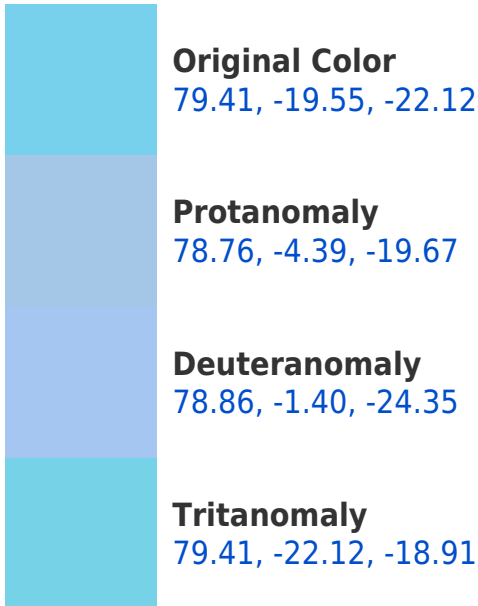 Original Color
79.41, -19.55, -22.12
Protanomaly
78.76, -4.39, -19.67
Deuteranomaly
78.86, -1.40, -24.35
Tritanomaly
79.41, -22.12, -18.91